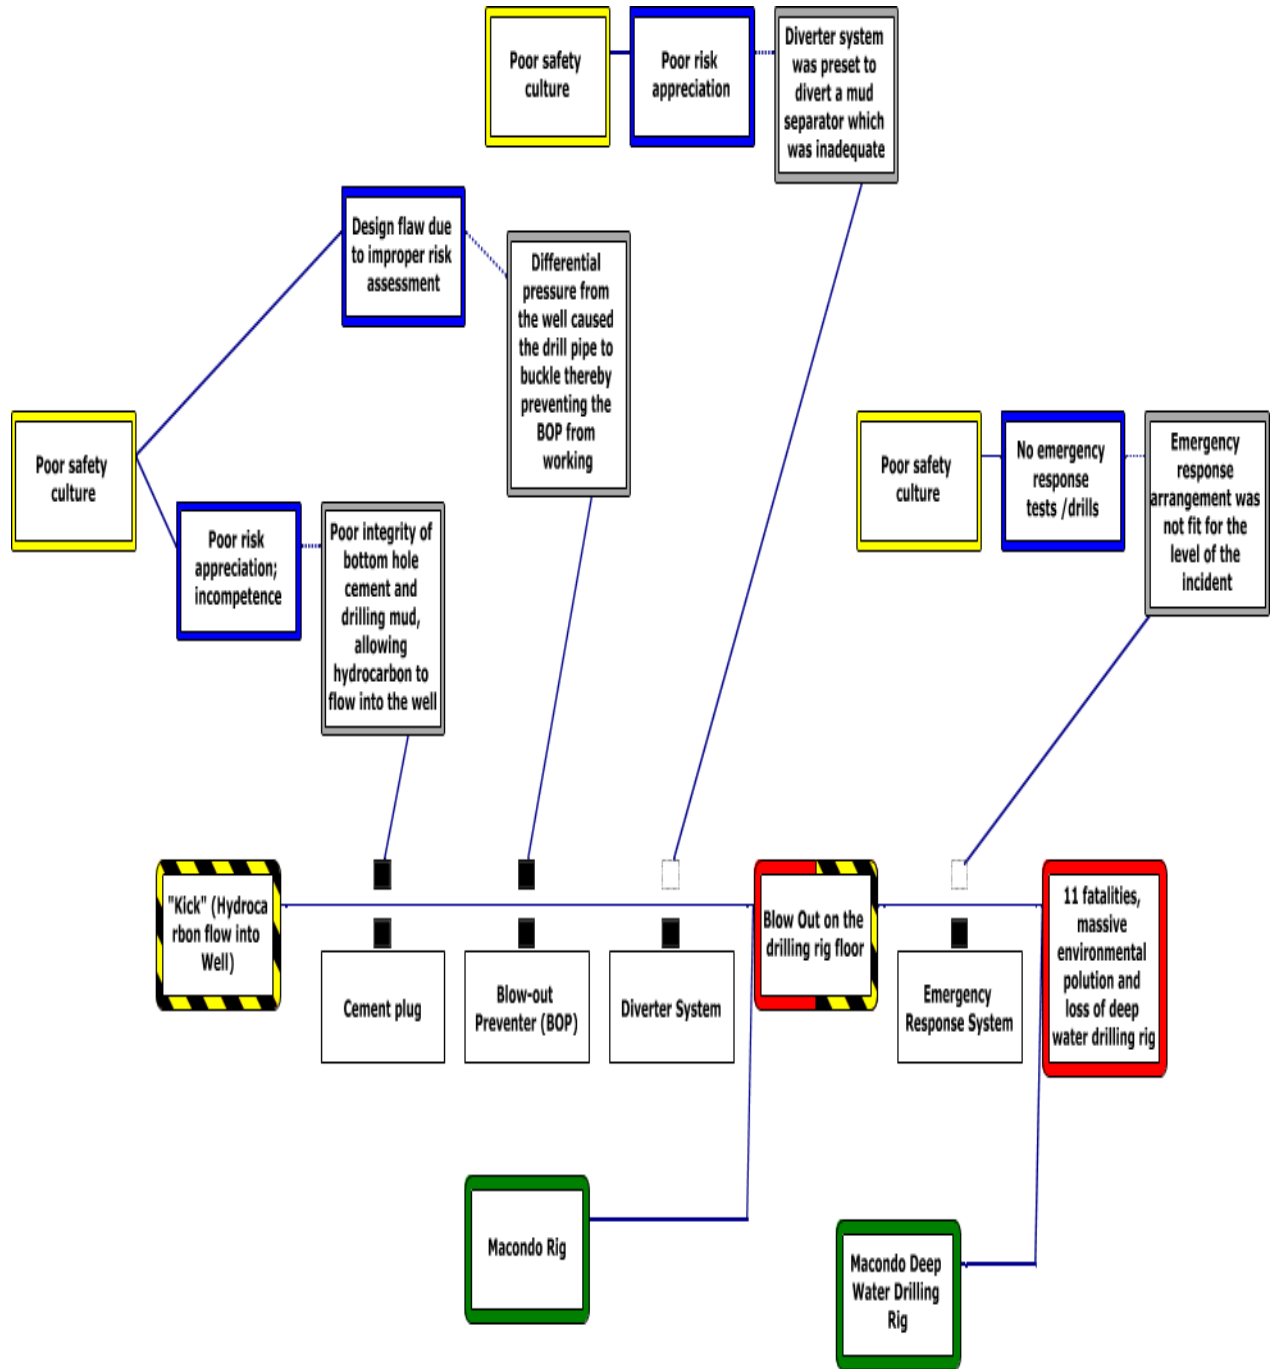 Poor safety
culture
Poor risk
appreciation
Diverter system
was preset to
divert a mud
separator which
was inadequate
Design flaw due
to improper risk
assessment
Differential
pressure from
the well caused
the drill pipe to
buckle thereby
preventing the
BOP from
working
Poor safety
culture
Poor risk
appreciation;
incompetence
Poor integrity of
bottom hole
cement and
drilling mud,
allowing
hydrocarbon to
flow into the well
Poor safety
culture
No emergency
response
tests /drills
Emergency
response
arrangement was
not fit for the
level of the
incident
"Kick" (Hydroca
rbon flow into
Well)
Cement plug
Blow-out
Preventer (BOP)
Diverter System
Blow Out on the
drilling rig floor
Emergency
Response System
11 fatalities,
massive
environmental
polution and
loss of deep
water drilling rig
Macondo Rig
Macondo Deep
Water Drilling
Rig